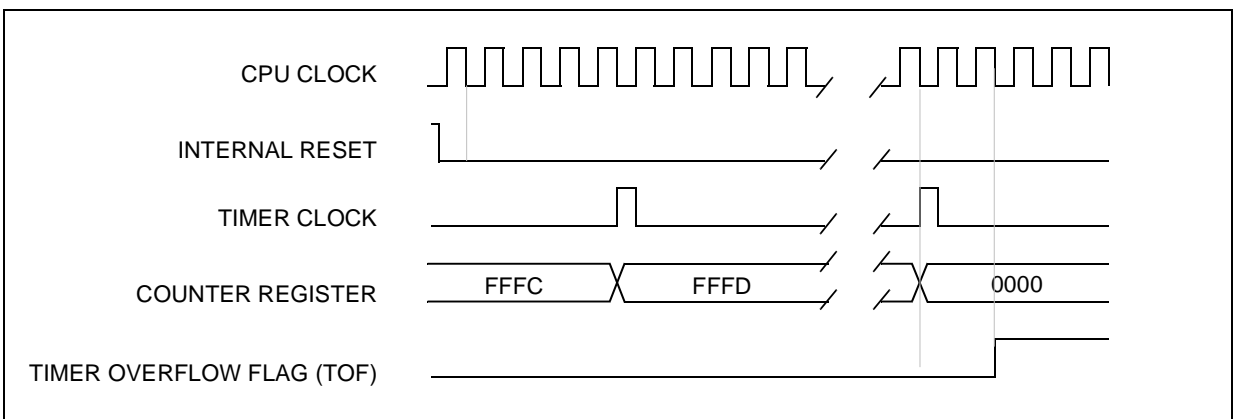 CPU CLOCK
INTERNAL RESET
TIMER CLOCK
COUNTER REGISTER FFFC FFFD 0000
TIMER OVERFLOW FLAG (TOF)